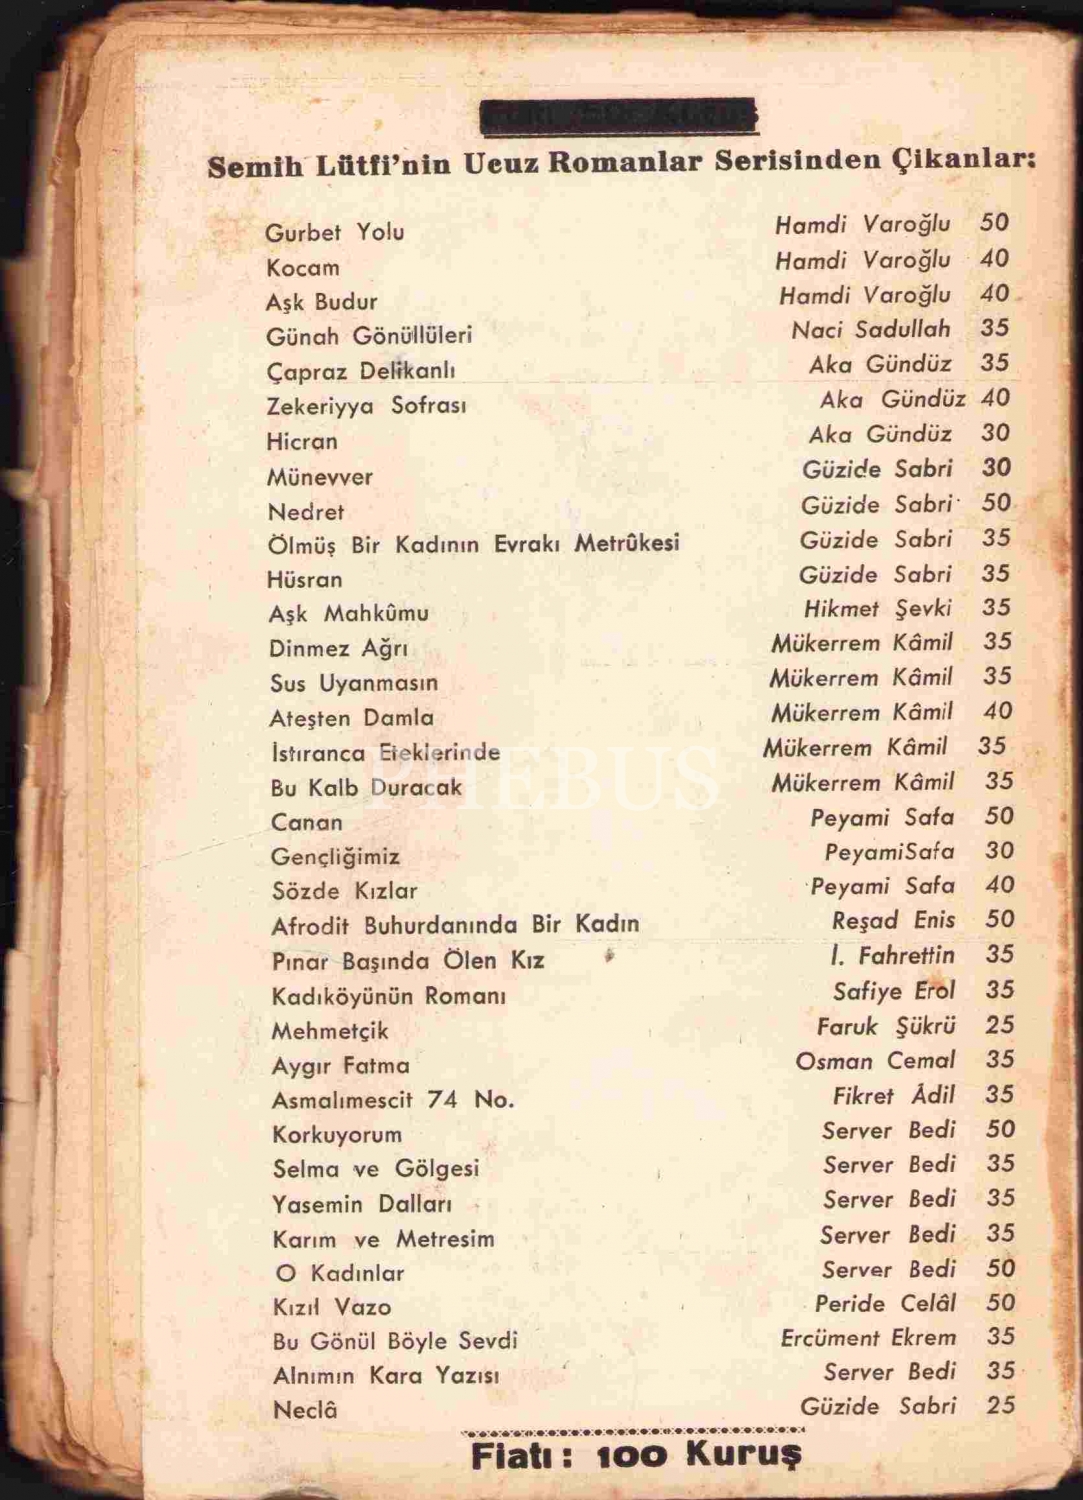 Semih Lûtfi'nin Ucuz Romanlar Serisinden Çikanlar:
Gurbet Yolu Hamdi Varoğlu 50
Kocam Hamdi Varoğlu 40
Aşk Budur Hamdi Varoğlu 40
Günah Gönüllüleri Naci Sadullah 35
Çapraz Delikanlı Aka Gündüz 35
Zekeriyya Sofrası Aka Gündüz 40
Hicran Aka Gündüz 30
Münevver Güzide Sabri 30
Nedret Güzide Sabri 50
Ölmüş Bir Kadının Evrakı Metrûkesi Güzide Sabri 35
Hüsran Güzide Sabri 35
Aşk Mahkûmu Hikmet Şevki 35
Dinmez Ağrı Mükerrem Kâmil 35
Sus Uyanmasın Mükerrem Kâmil 35
Ateşten Damla Mükerrem Kâmil 40
İstıranca Eteklerinde Mükerrem Kâmil 35
PHEBUS
Bu Kalb Duracak Mükerrem Kâmil 35
Canan Peyami Safa 50
Gençliğimiz PeyamiSafa 30
Sözde Kızlar Peyami Safa 40
Afrodit Buhurdanında Bir Kadın Reşad Enis 50
Pınar Başında Ölen Kız İ. Fahrettin 35
Kadıköyünün Romanı Safiye Erol 35
Mehmetçik Faruk Şükrü 25
Aygır Fatma Osman Cemal 35
Asmalımescit 74 No. Fikret Âdil 35
Korkuyorum Server Bedi 50
Selma ve Gölgesi Server Bedi 35
Yasemin Dalları Server Bedi 35
Karım ve Metresim Server Bedi 35
O Kadınlar Server Bedi 50
Kızıl Vazo Peride Celâl 50
Bu Gönül Böyle Sevdi Ercüment Ekrem 35
Alnımın Kara Yazısı Server Bedi 35
Neclâ Güzide Sabri 25
Fiatı : 100 Kuruş